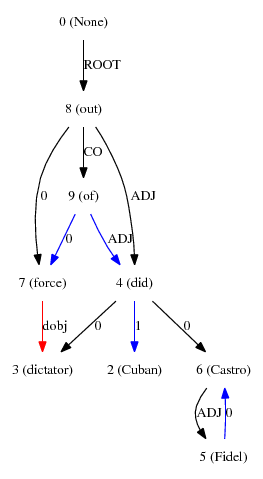 0 (None)
ROOT
8 (out)
0 CO ADJ
9 (of)
0 ADJ
7 (force) 4 (did)
dobj 0 1 0
3 (dictator) 2 (Cuban) 6 (Castro)
ADJ 0
5 (Fidel)